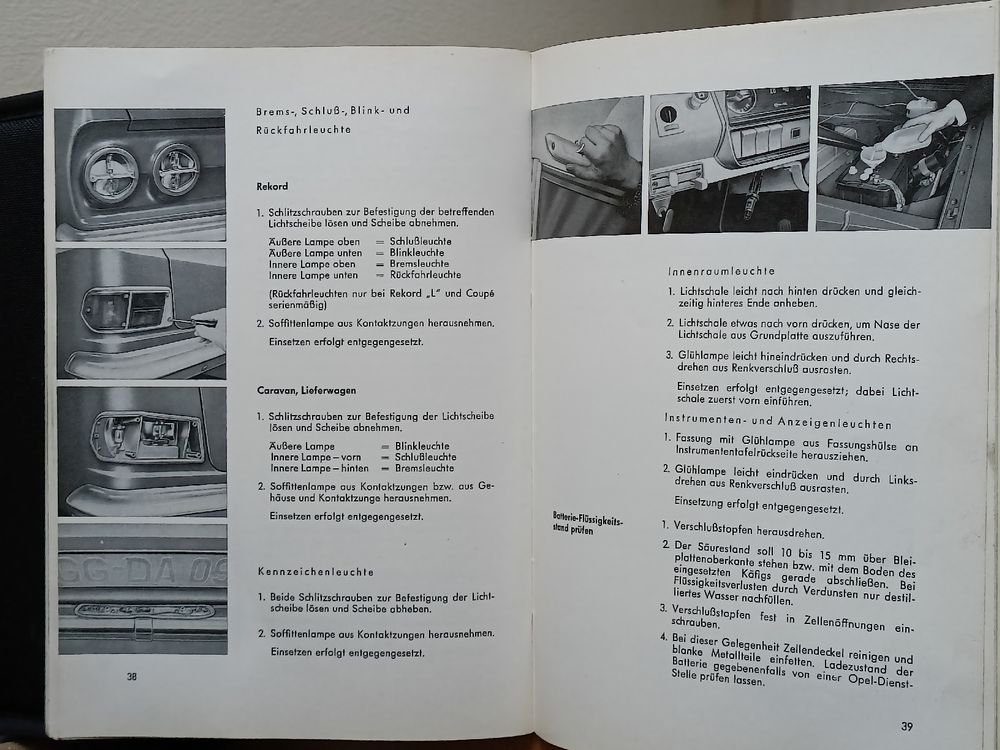 Brems-, Schluß-, Blink- und
Rückfahrleuchte
Rekord
1. Schlitzschrauben zur Befestigung der betreffenden
Lichtscheibe lösen und Scheibe abnehmen.
Äußere Lampe oben = Schlußleuchte
Äußere Lampe unten = Blinkleuchte
Innere Lampe oben = Bremsleuchte
Innere Lampe unten = Rückfahrleuchte
(Rückfahrleuchten nur bei Rekord „L" und Coupé
serienmäßig)
2. Soffittenlampe aus Kontaktzungen herausnehmen.
Einsetzen erfolgt entgegengesetzt.
Caravan, Lieferwagen
1. Schlitzschrauben zur Befestigung der Lichtscheibe
lösen und Scheibe abnehmen.
Äußere Lampe = Blinkleuchte
Innere Lampe – vorn = Schlußleuchte
Innere Lampe – hinten = Bremsleuchte
2. Soffittenlampe aus Kontaktzungen bzw. aus Ge-
häuse und Kontaktzunge herausnehmen.
Einsetzen erfolgt entgegengesetzt.
GG-DA 09
Kennzeichenleuchte
1. Beide Schlitzschrauben zur Befestigung der Licht-
scheibe lösen und Scheibe abheben.
2. Soffittenlampe aus Kontaktzungen herausnehmen.
Einsetzen erfolgt entgegengesetzt.
38
Innenraumleuchte
1. Lichtschale leicht nach hinten drücken und gleich-
zeitig hinteres Ende anheben.
2. Lichtschale etwas nach vorn drücken, um Nase der
Lichtschale aus Grundplatte auszuführen.
3. Glühlampe leicht hineindrücken und durch Rechts-
drehen aus Renkverschluß ausrasten.
Einsetzen erfolgt entgegengesetzt; dabei Licht-
schale zuerst vorn einführen.
Instrumenten- und Anzeigenleuchten
1. Fassung mit Glühlampe aus Fassungshülse an
Instrumententafelrückseite herausziehen.
2. Glühlampe leicht eindrücken und durch Links-
drehen aus Renkverschluß ausrasten.
Einsetzung erfolgt entgegengesetzt.
Batterie-Flüssigkeits-
stand prüfen
1. Verschlußstopfen herausdrehen.
2. Der Säurestand soll 10 bis 15 mm über Blei-
plattenoberkante stehen bzw. mit dem Boden des
eingesetzten Käfigs gerade abschließen. Bei
Flüssigkeitsverlusten durch Verdunsten nur destil-
liertes Wasser nachfüllen.
3. Verschlußstopfen fest in Zellenöffnungen ein-
schrauben.
4. Bei dieser Gelegenheit Zellendeckel reinigen und
blanke Metallteile einfetten. Ladezustand der
Batterie gegebenenfalls von einer Opel-Dienst-
Stelle prüfen lassen.
39